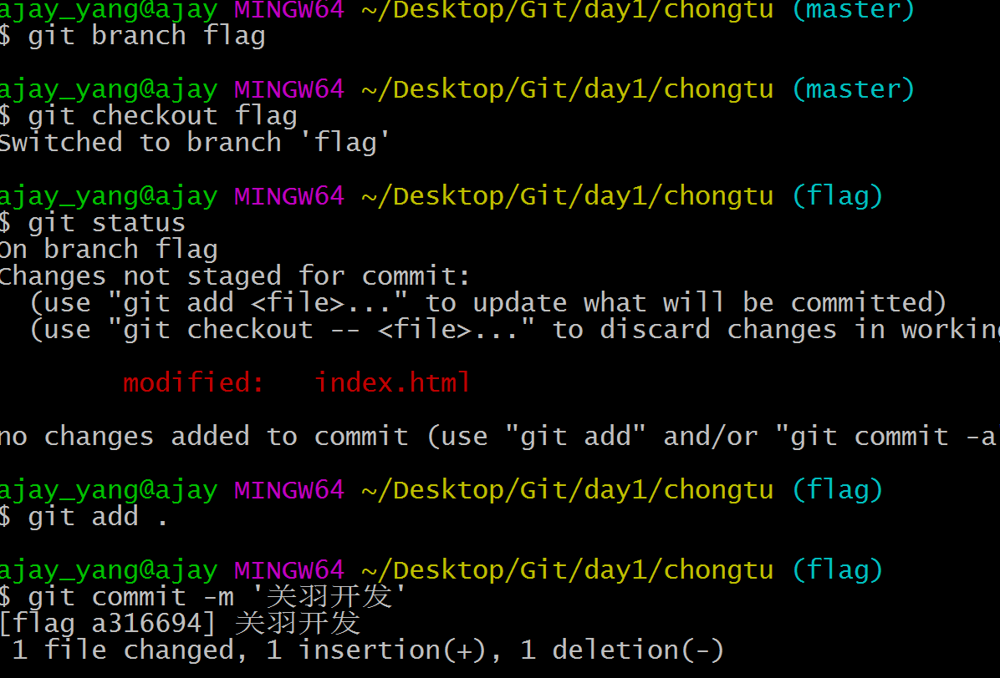 ajay_yang@ajay MINGW64 ~/Desktop/Git/day1/chongtu (master)
$ git branch flag
ajay_yang@ajay MINGW64 ~/Desktop/Git/day1/chongtu (master)
$ git checkout flag
Switched to branch 'flag'
ajay_yang@ajay MINGW64 ~/Desktop/Git/day1/chongtu (flag)
$ git status
On branch flag
Changes not staged for commit:
(use "git add <file>..." to update what will be committed)
(use "git checkout -- <file>..." to discard changes in working
modified: index.html
no changes added to commit (use "git add" and/or "git commit -a
ajay_yang@ajay MINGW64 ~/Desktop/Git/day1/chongtu (flag)
$ git add .
ajay_yang@ajay MINGW64 ~/Desktop/Git/day1/chongtu (flag)
$ git commit -m '关羽开发'
[flag a316694] 关羽开发
1 file changed, 1 insertion(+), 1 deletion(-)